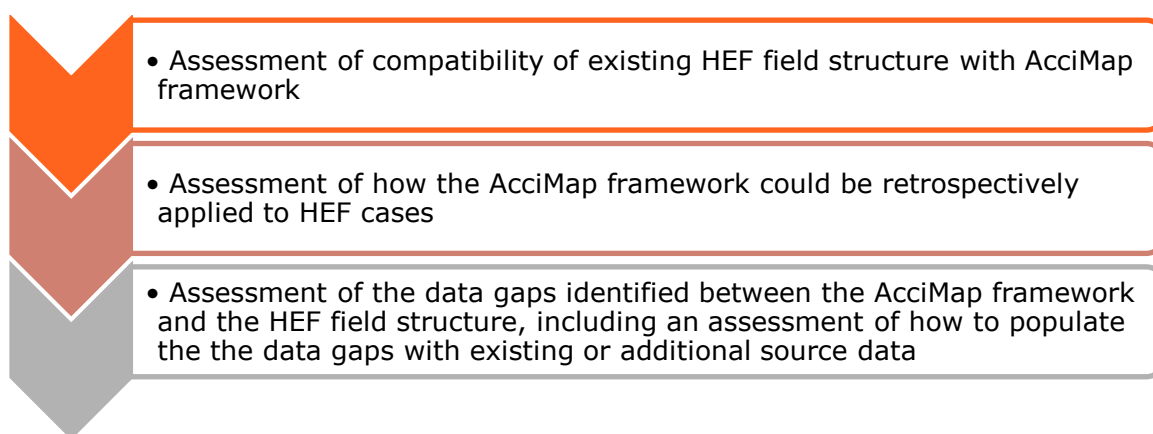 • Assessment of compatibility of existing HEF field structure with AcciMap
framework
• Assessment of how the AcciMap framework could be retrospectively
applied to HEF cases
• Assessment of the data gaps identified between the AcciMap framework
and the HEF field structure, including an assessment of how to populate
the the data gaps with existing or additional source data